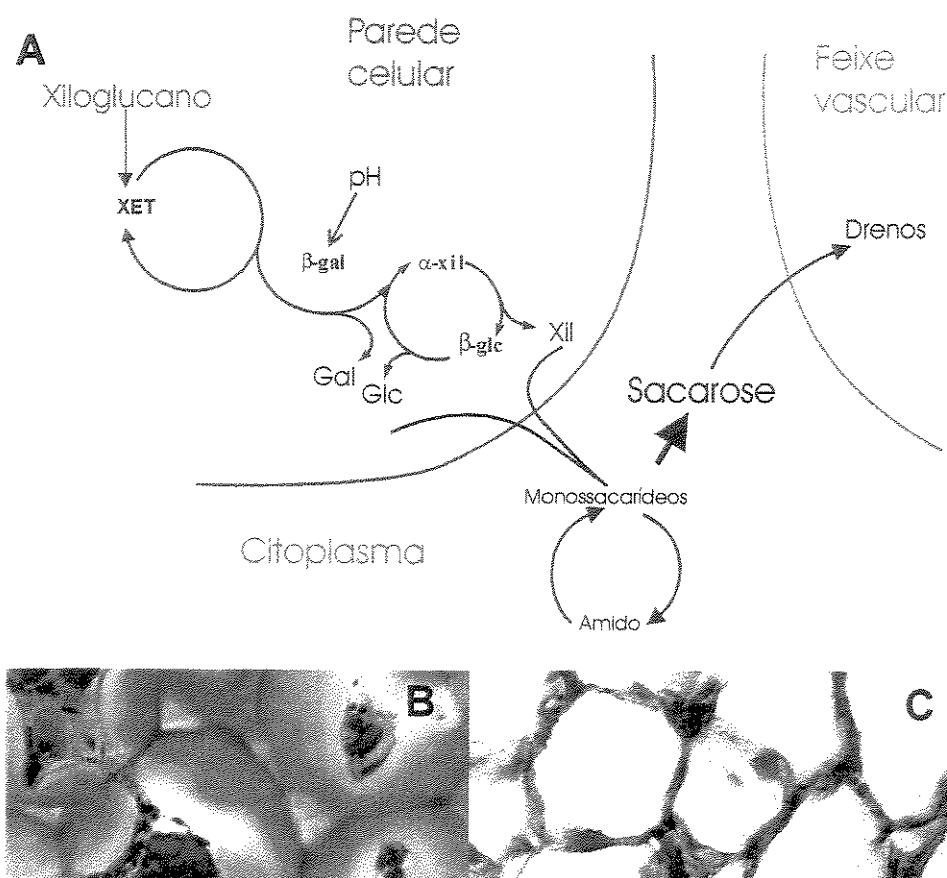 A
Parede
celular
Feixe
vascular
Xiloglucano
XET
pH
β-gal
α-xil
β-glc
Xil
Gal
Glc
Drenos
Sacarose
Monossacarídeos
Citoplasma
Amido
B
C